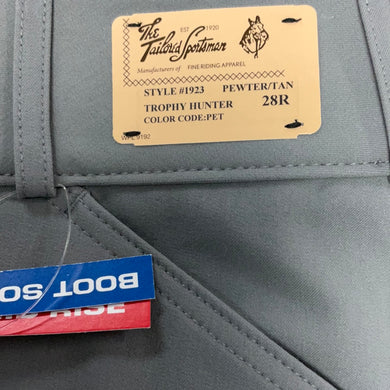 The
EST 1920
Tailored Sportsman
Manufacturers of FINE RIDING APPAREL
STYLE #1923 PEWTER/TAN
TROPHY HUNTER 28R
COLOR CODE:PET
BOOT SO
RISE